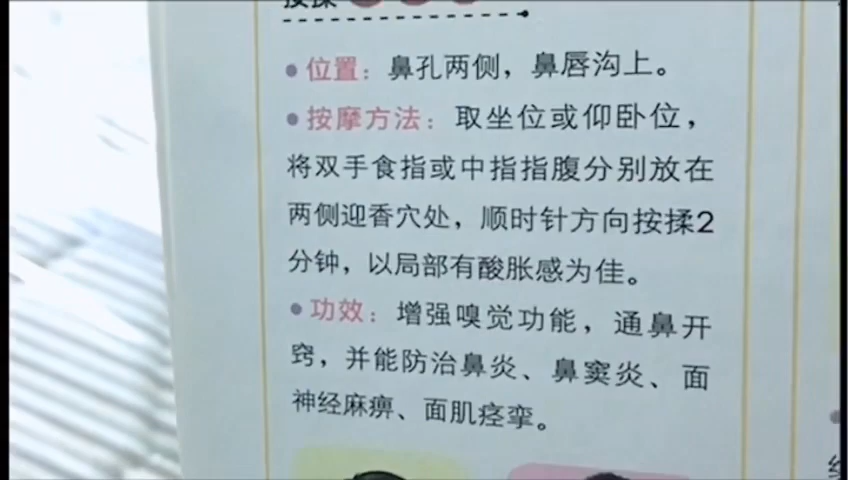 按揉
位置：鼻孔两侧，鼻唇沟上。
按摩方法：取坐位或仰卧位，
将双手食指或中指指腹分别放在
两侧迎香穴处，顺时针方向按揉2
分钟，以局部有酸胀感为佳。
功效：增强嗅觉功能，通鼻开
窍，并能防治鼻炎、鼻窦炎、面
神经麻痹、面肌痉挛。